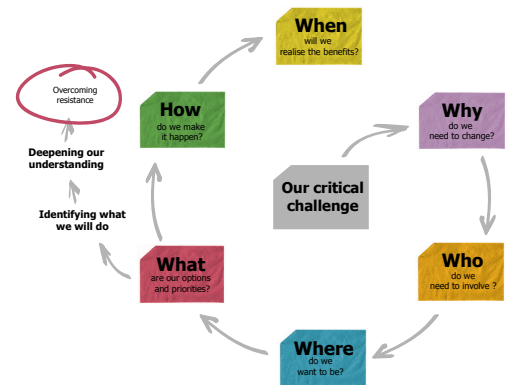 When
will we
realise the benefits?
Overcoming
resistance
How
do we make
it happen?
Why
do we
need to change?
Deepening our
understanding
Our critical
challenge
Identifying what
we will do
What
are our options
and priorities?
Who
do we
need to involve ?
Where
do we
want to be?